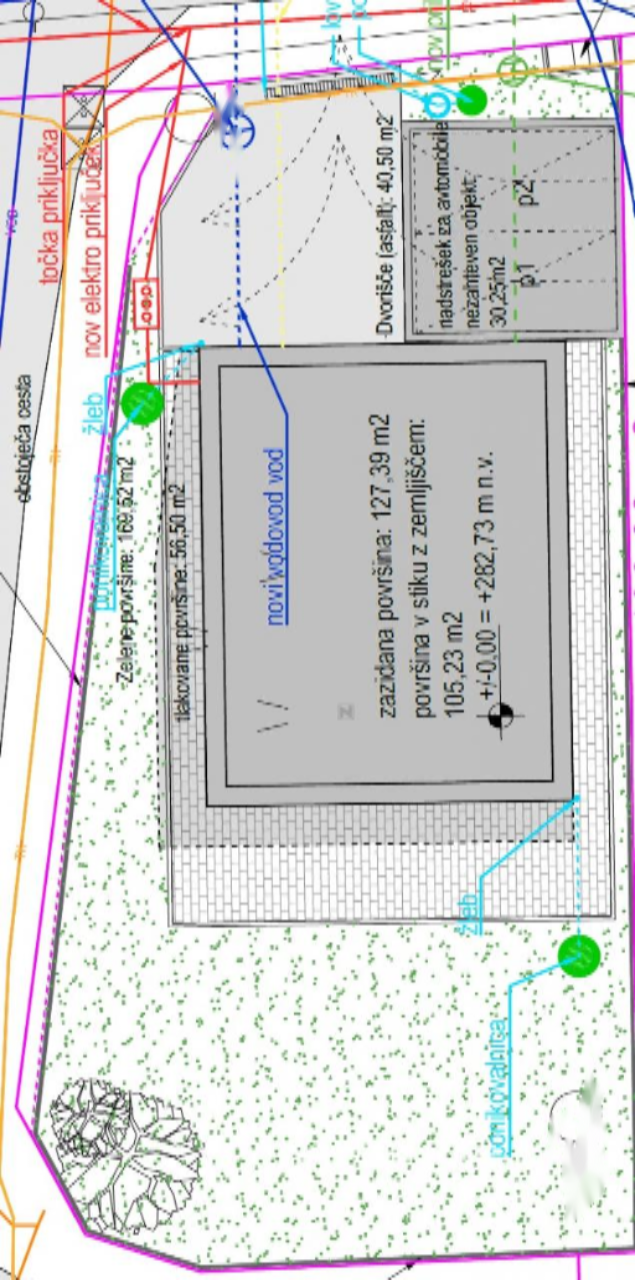 točka priključka
nov elektro priključek
obstoječa cesta
žleb
ponikovalnica
Zelene površine: 169,52 m2
tlakovane površine: 56,50 m2
novi vodovod vod
Dvorišče (asfalt): 40,50 m2
nadstrešek za avtomobile
nezahteven objekt:
30,25m2
p1
p2
zazidana površina: 127,39 m2
površina v stiku z zemljiščem:
105,23 m2
+/-0.00 = +282,73 m n.v.
žleb
ponikovalnica